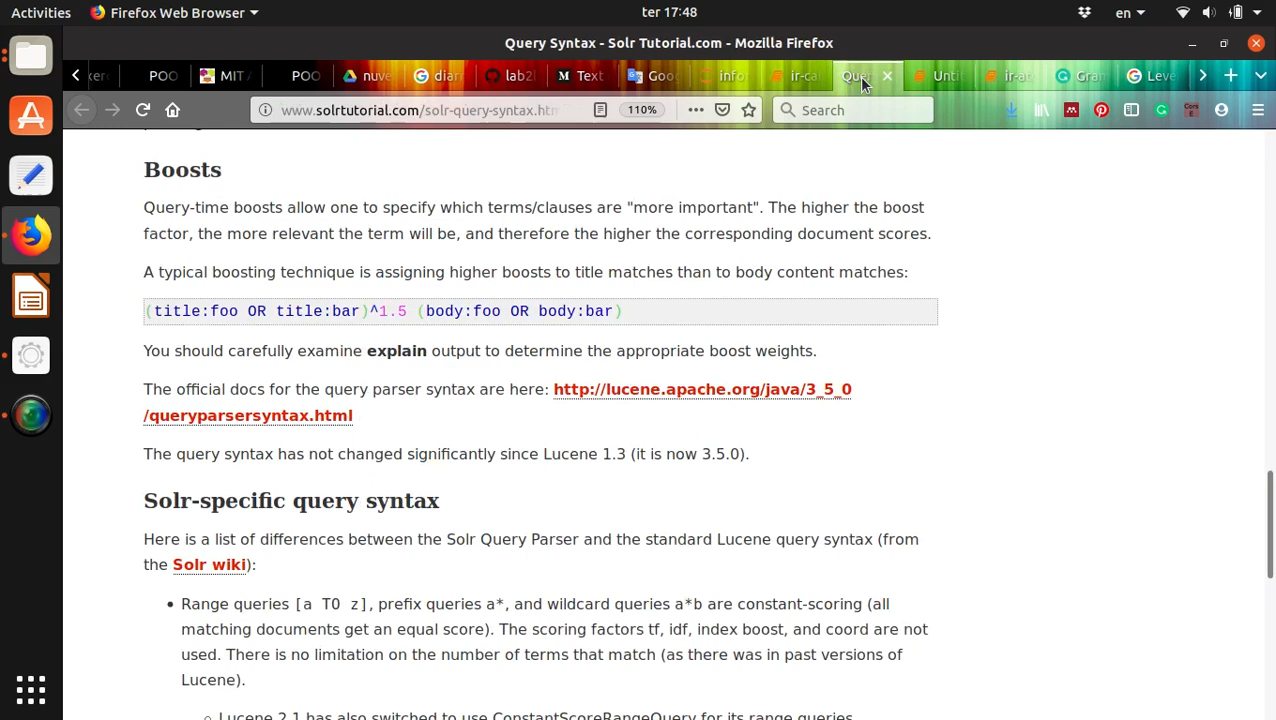 Activities Firefox Web Browser ter 17:48 en
Query Syntax - Solr Tutorial.com - Mozilla Firefox
POO MIT / POO nuve diar lab2 Text Goo info ir-ca Quer Unti ir-at Gran Leve
www.solrtutorial.com/solr-query-syntax.htm 110% Search
Boosts
Query-time boosts allow one to specify which terms/clauses are "more important". The higher the boost
factor, the more relevant the term will be, and therefore the higher the corresponding document scores.
A typical boosting technique is assigning higher boosts to title matches than to body content matches:
(title:foo OR title:bar)^1.5 (body:foo OR body:bar)
You should carefully examine explain output to determine the appropriate boost weights.
The official docs for the query parser syntax are here: http://lucene.apache.org/java/3_5_0
/queryparsersyntax.html
The query syntax has not changed significantly since Lucene 1.3 (it is now 3.5.0).
Solr-specific query syntax
Here is a list of differences between the Solr Query Parser and the standard Lucene query syntax (from
the Solr wiki):
• Range queries [a TO z], prefix queries a*, and wildcard queries a*b are constant-scoring (all
matching documents get an equal score). The scoring factors tf, idf, index boost, and coord are not
used. There is no limitation on the number of terms that match (as there was in past versions of
Lucene).
○ Lucene 2.1 has also switched to use ConstantScoreRangeQuery for its range queries